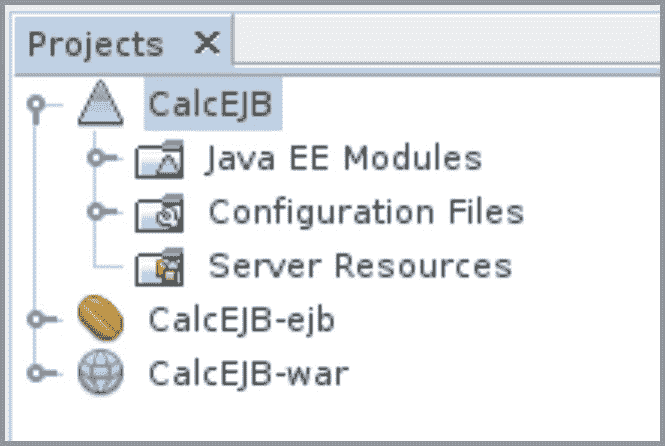 Projects
CalcEJB
Java EE Modules
Configuration Files
Server Resources
CalcEJB-ejb
CalcEJB-war